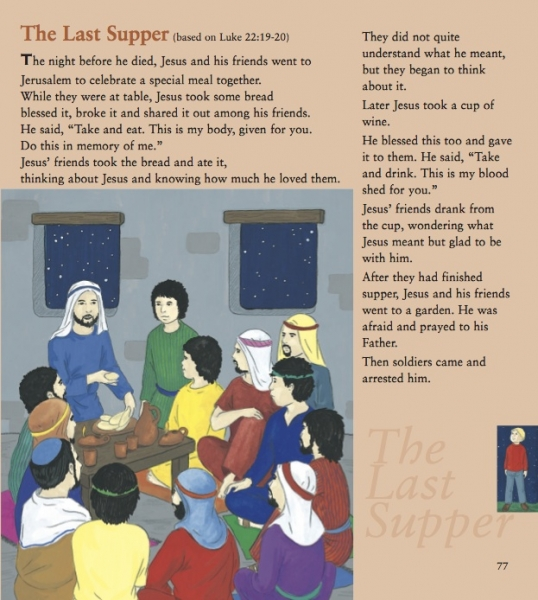 The Last Supper (based on Luke 22:19-20)
The night before he died, Jesus and his friends went to
Jerusalem to celebrate a special meal together.
While they were at table, Jesus took some bread
blessed it, broke it and shared it out among his friends.
He said, “Take and eat. This is my body, given for you.
Do this in memory of me.”
Jesus’ friends took the bread and ate it,
thinking about Jesus and knowing how much he loved them.
They did not quite
understand what he meant,
but they began to think
about it.
Later Jesus took a cup of
wine.
He blessed this too and gave
it to them. He said, “Take
and drink. This is my blood
shed for you.”
Jesus’ friends drank from
the cup, wondering what
Jesus meant but glad to be
with him.
After they had finished
supper, Jesus and his friends
went to a garden. He was
afraid and prayed to his
Father.
Then soldiers came and
arrested him.
The
Last
Supper
77